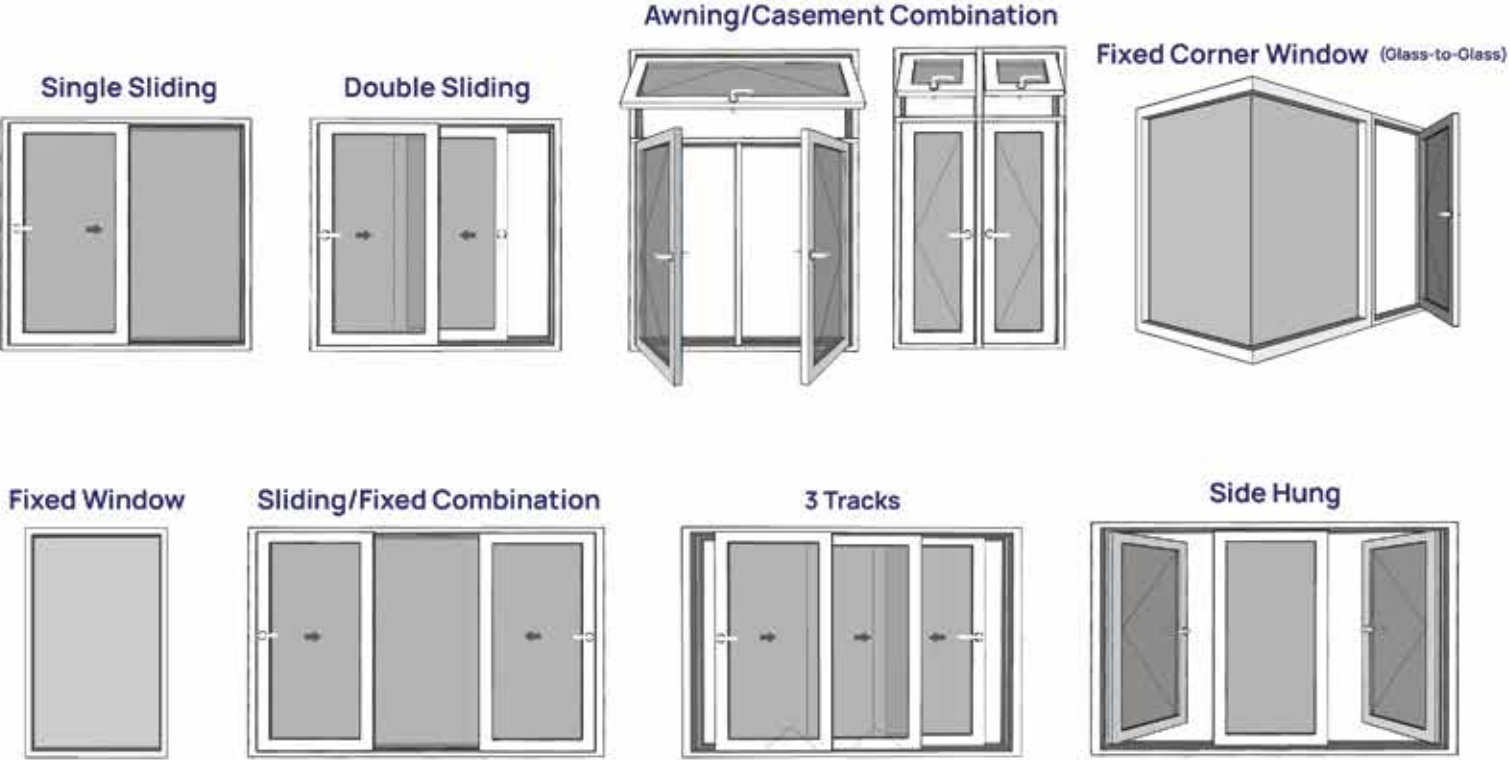 Awning/Casement Combination
Fixed Corner Window (Glass-to-Glass)
Single Sliding
Double Sliding
Fixed Window
Sliding/Fixed Combination
3 Tracks
Side Hung